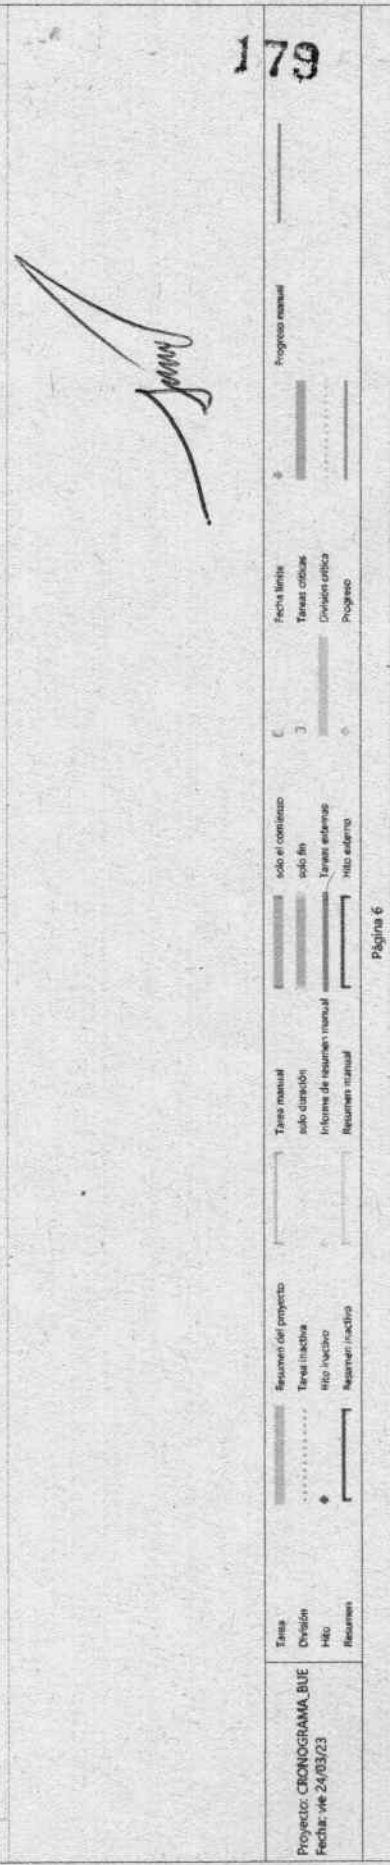 179
Proyecto: CRONOGRAMA_BUE
Fecha: vie 24/03/23
Tarea
División
Hito
Resumen
Resumen del proyecto
Tarea inactiva
Hito inactivo
Resumen inactivo
Tarea manual
solo duración
Informe de resumen manual
Resumen manual
solo el comienzo
solo fin
Tareas externas
Hito externo
Fecha límite
Tareas críticas
División crítica
Progreso
Progreso manual
Página 6